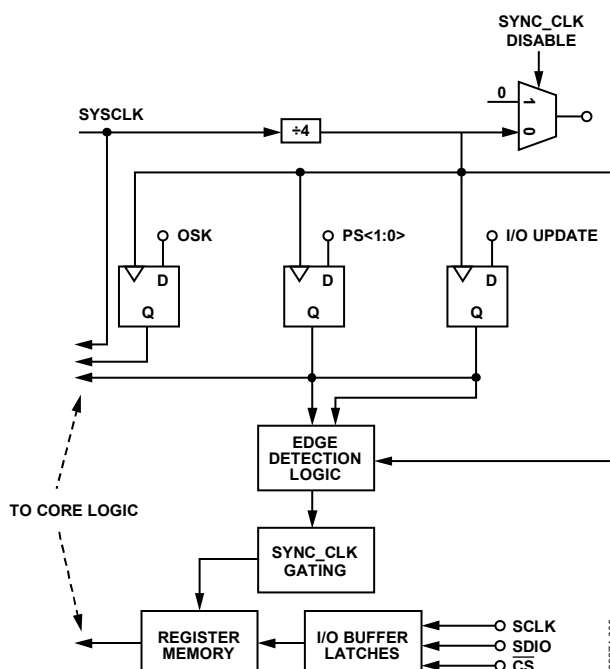 SYNC_CLK
DISABLE
SYSCLK
÷4
0
1
0
OSK
PS<1:0>
I/O UPDATE
D
D
D
Q
Q
Q
EDGE
DETECTION
LOGIC
TO CORE LOGIC
SYNC_CLK
GATING
REGISTER
MEMORY
I/O BUFFER
LATCHES
SCLK
SDIO
CS